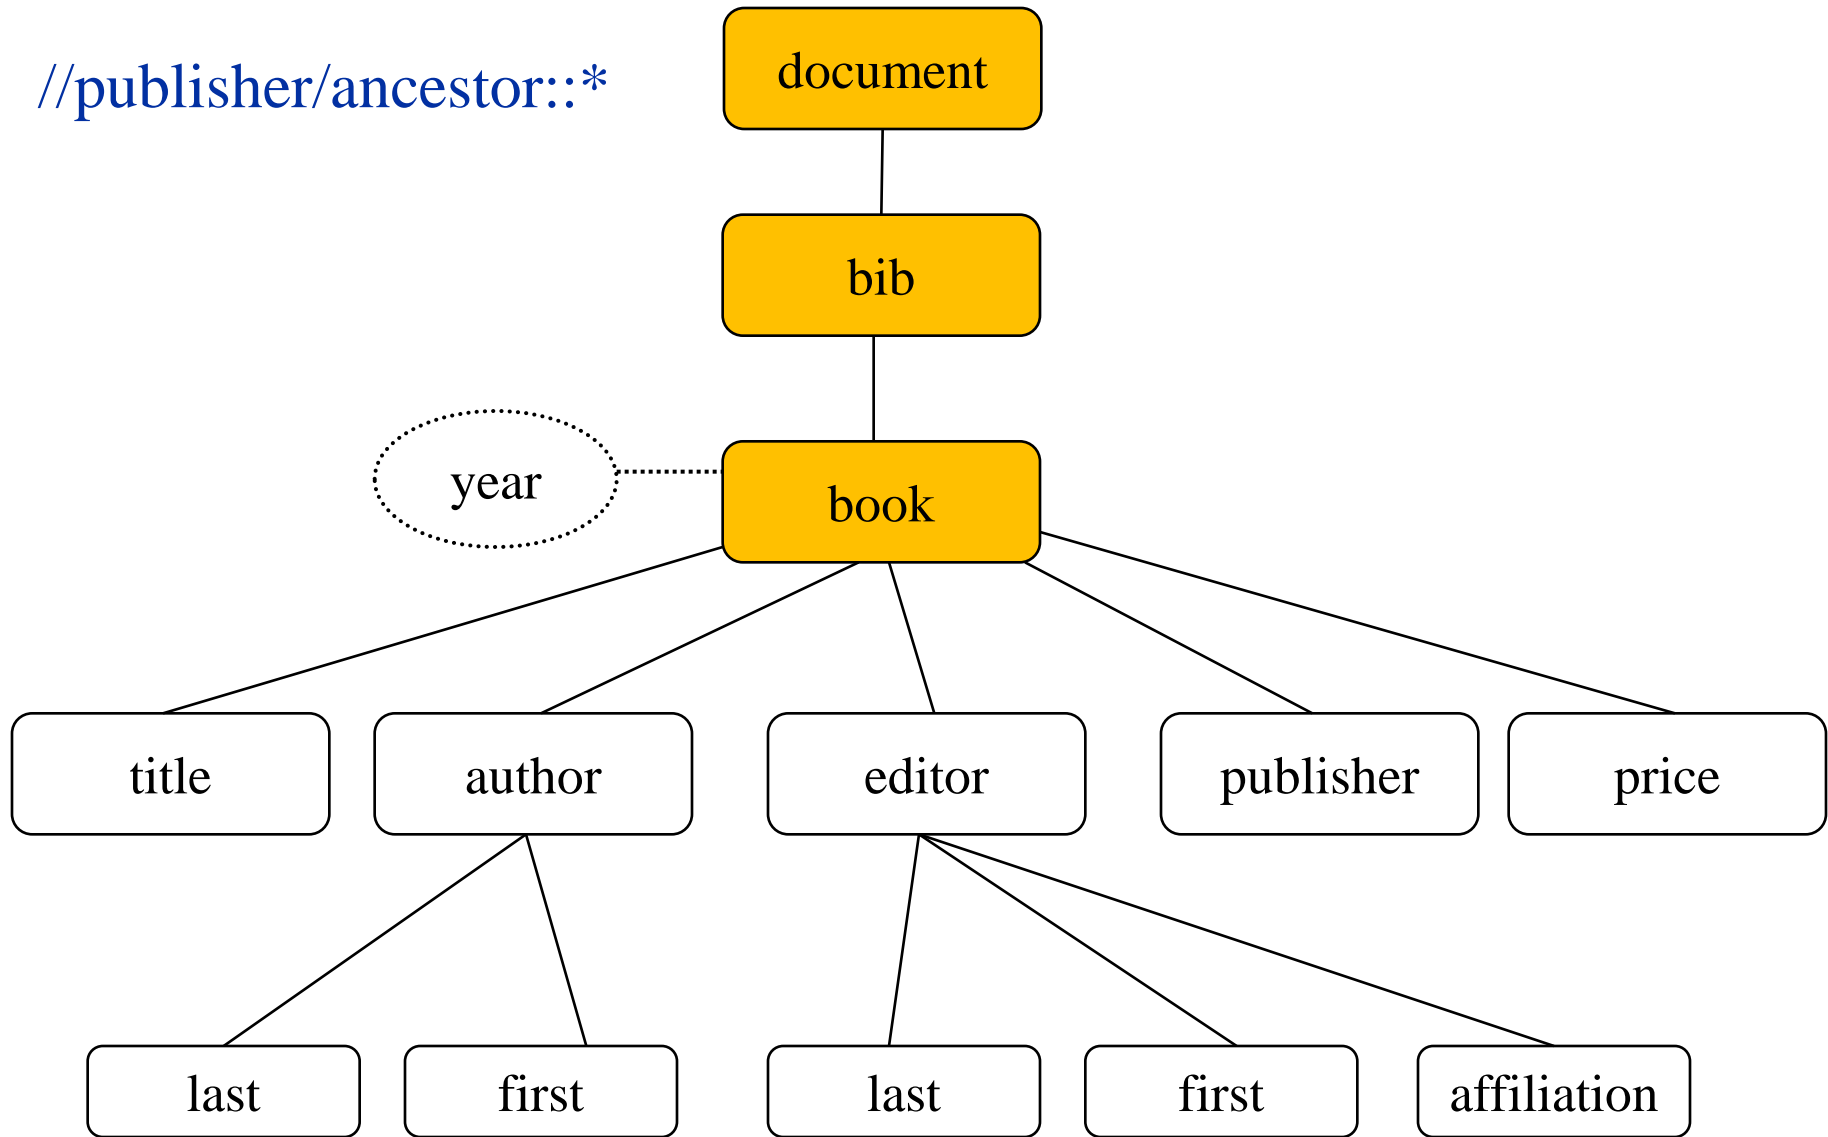 //publisher/ancestor::*
document
bib
year
book
title
author
editor
publisher
price
last
first
last
first
affiliation